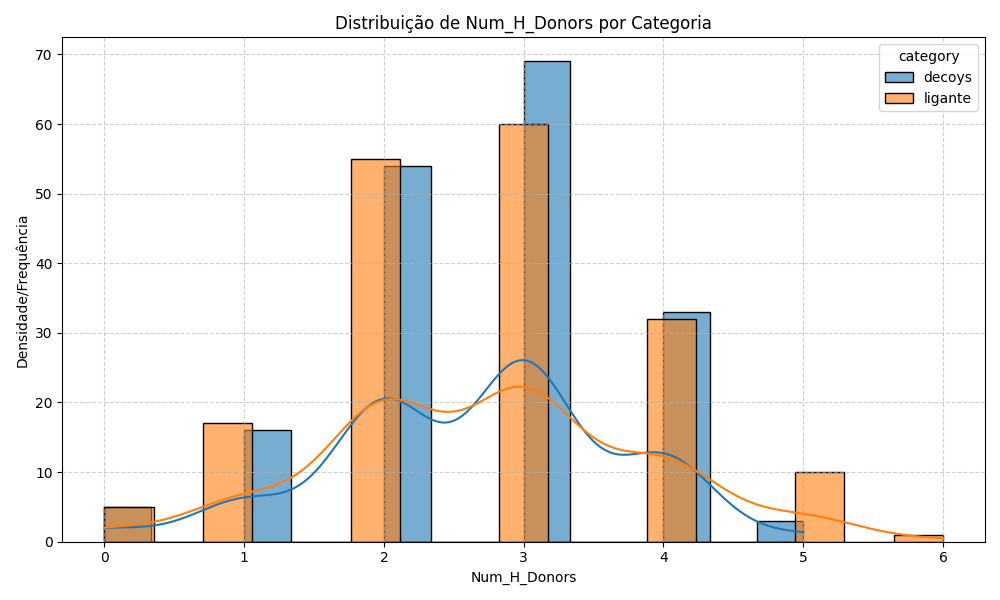 Distribuição de Num_H_Donors por Categoria
category
decoys
ligante
Densidade/Frequência
70
60
50
40
30
20
10
0
0 1 2 3 4 5 6
Num_H_Donors